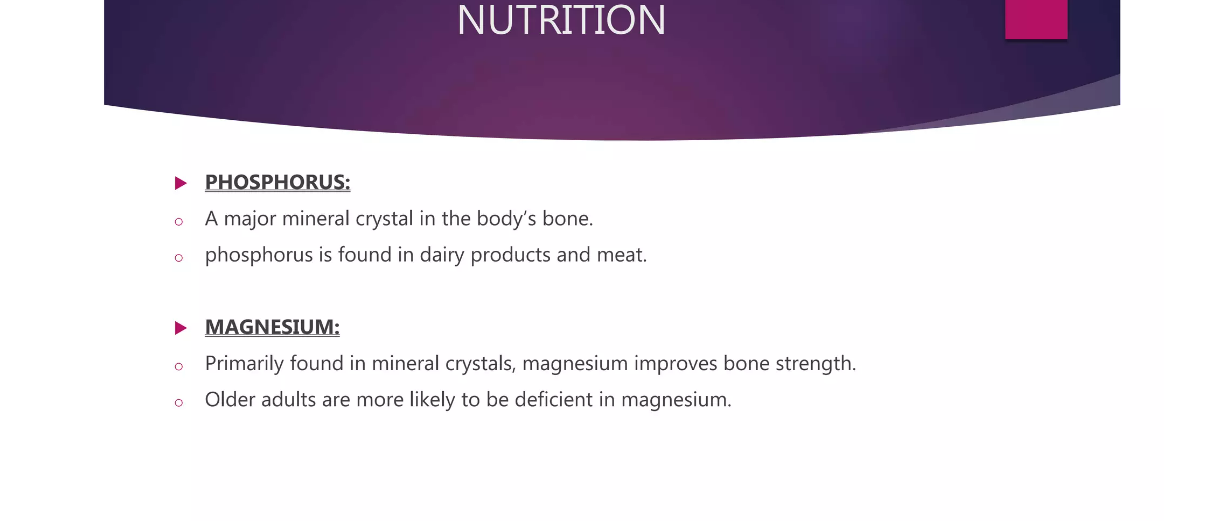 NUTRITION
PHOSPHORUS:
A major mineral crystal in the body’s bone.
phosphorus is found in dairy products and meat.
MAGNESIUM:
Primarily found in mineral crystals, magnesium improves bone strength.
Older adults are more likely to be deficient in magnesium.